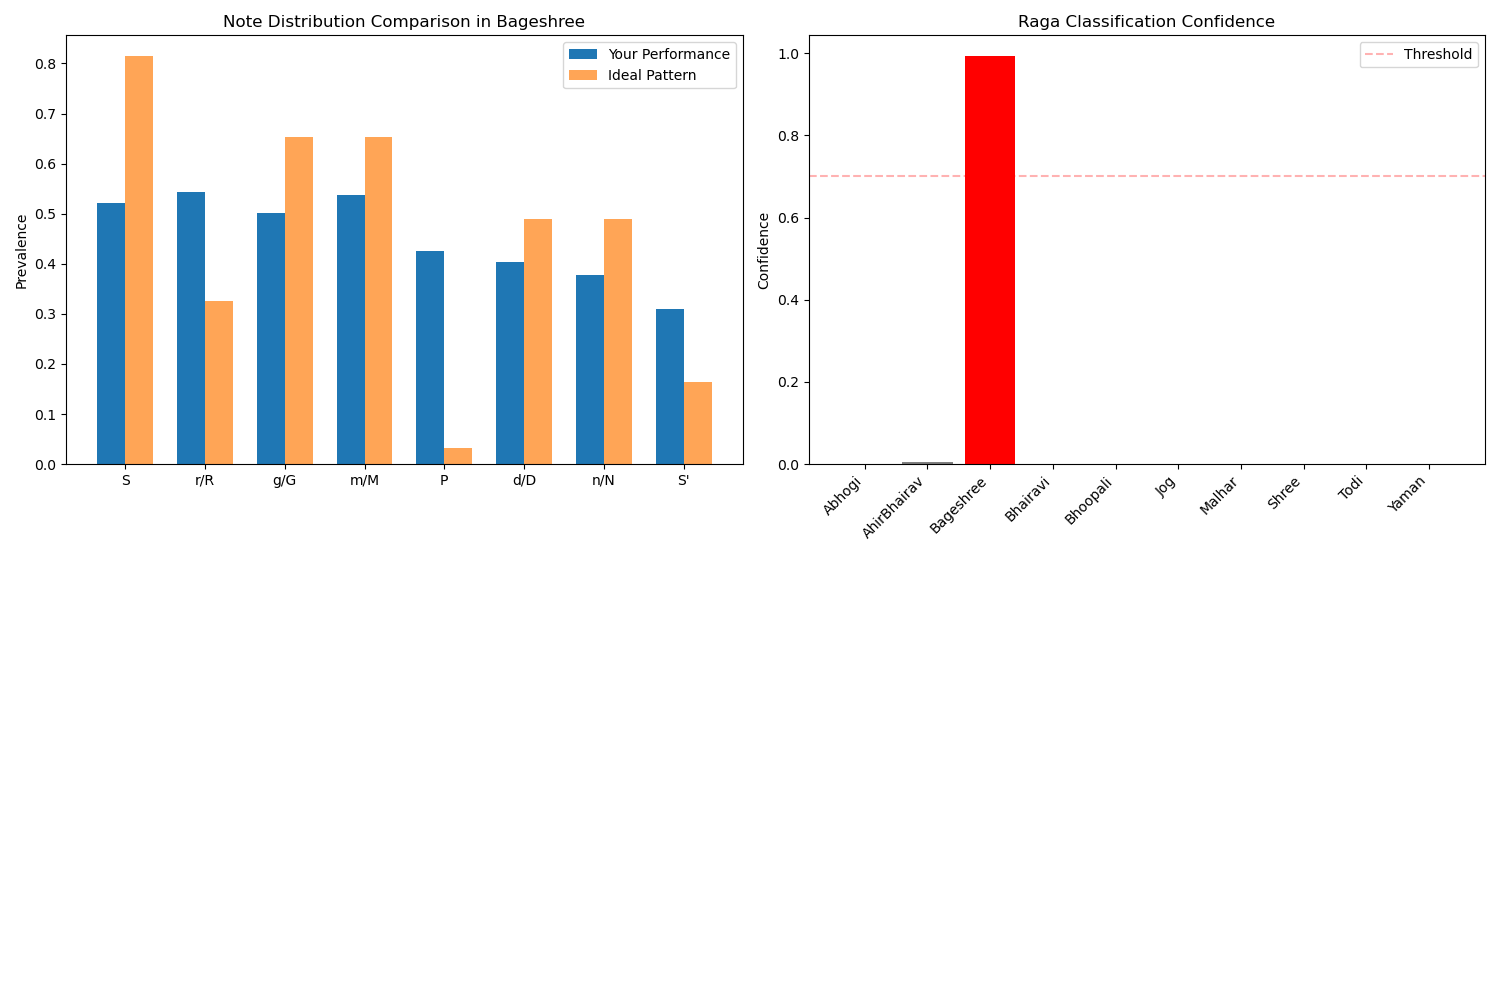 Note Distribution Comparison in Bageshree
Your Performance
Ideal Pattern
Prevalence
0.8
0.7
0.6
0.5
0.4
0.3
0.2
0.1
0.0
S r/R g/G m/M P d/D n/N S'
Raga Classification Confidence
Threshold
Confidence
1.0
0.8
0.6
0.4
0.2
0.0
Abhogi
AhirBhairav
Bageshree
Bhairavi
Bhoopali
Jog
Malhar
Shree
Todi
Yaman